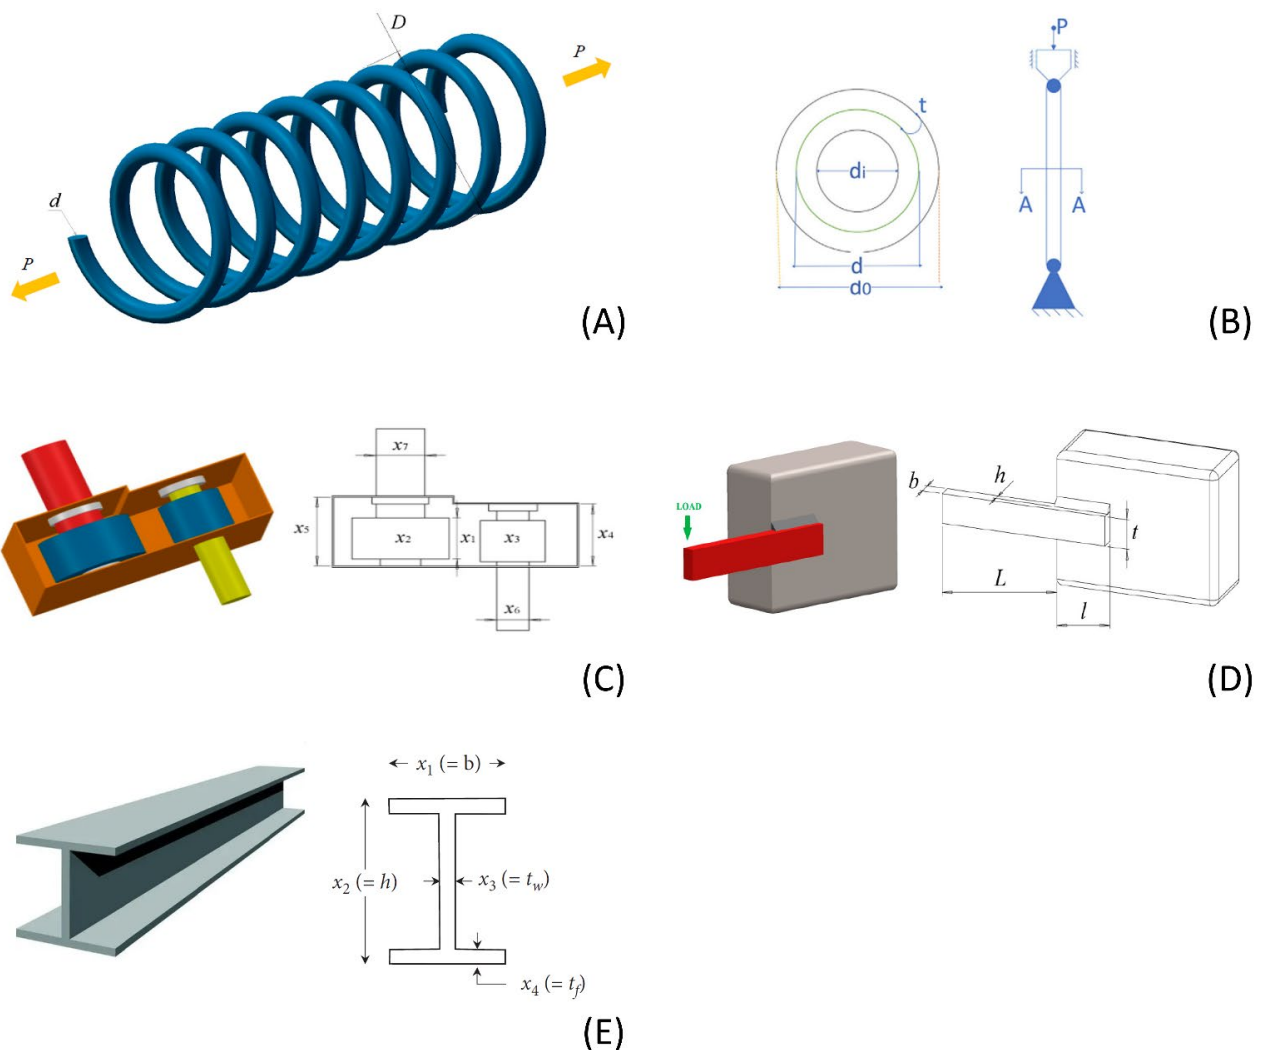 D
P
d
P
(A)
P
t
di
A
A
d
d0
(B)
x7
x5
x2
x1
x3
x4
x6
(C)
LOAD
b
h
t
L
l
(D)
x1 (= b)
x2 (= h)
x3 (= tw)
x4 (= tf)
(E)